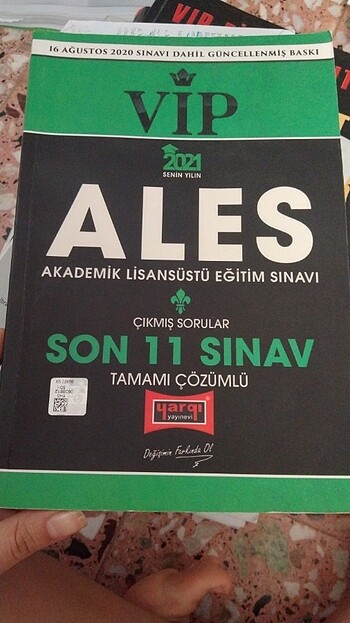 16 AĞUSTOS 2020 SINAVI DAHİL GÜNCELLENMİŞ BASKI
VİP
2021
SENİN YILIN
ALES
AKADEMİK LİSANSÜSTÜ EĞİTİM SINAVI
ÇIKMIŞ SORULAR
SON 11 SINAV
TAMAMI ÇÖZÜMLÜ
yargı
yayınevi
Değişimin Farkında Ol
VIP